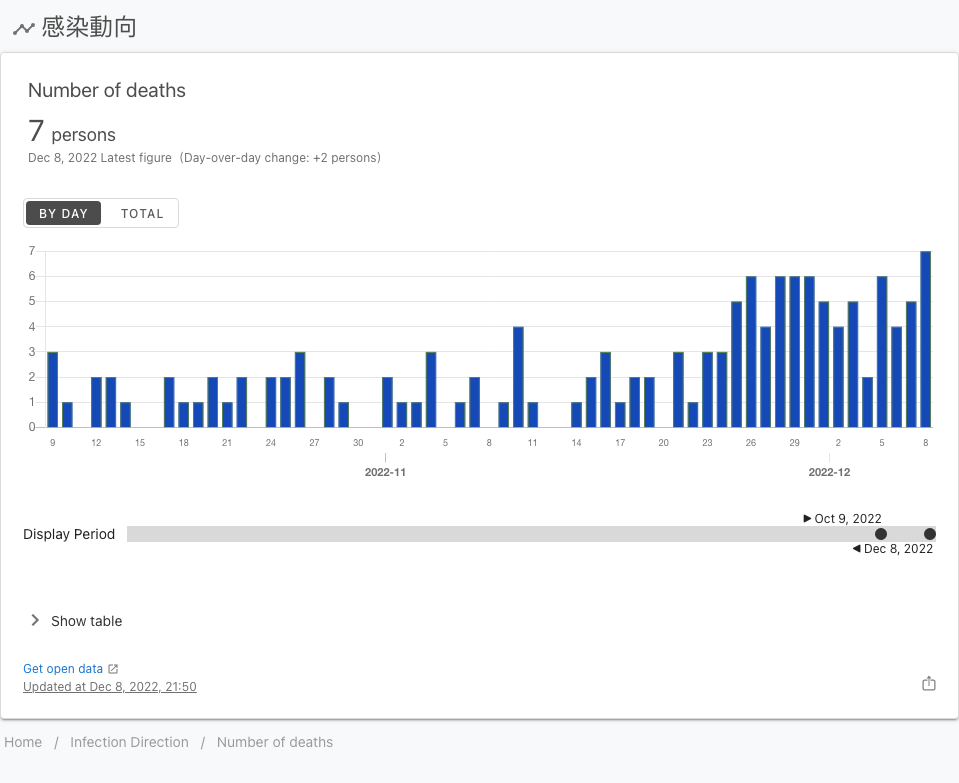 感染動向
Number of deaths
7 persons
Dec 8, 2022 Latest figure (Day-over-day change: +2 persons)
BY DAY TOTAL
7
6
5
4
3
2
1
0
9 12 15 18 21 24 27 30 2 5 8 11 14 17 20 23 26 29 2 5 8
2022-11 2022-12
Oct 9, 2022
Display Period
Dec 8, 2022
Show table
Get open data
Updated at Dec 8, 2022, 21:50
Home / Infection Direction / Number of deaths